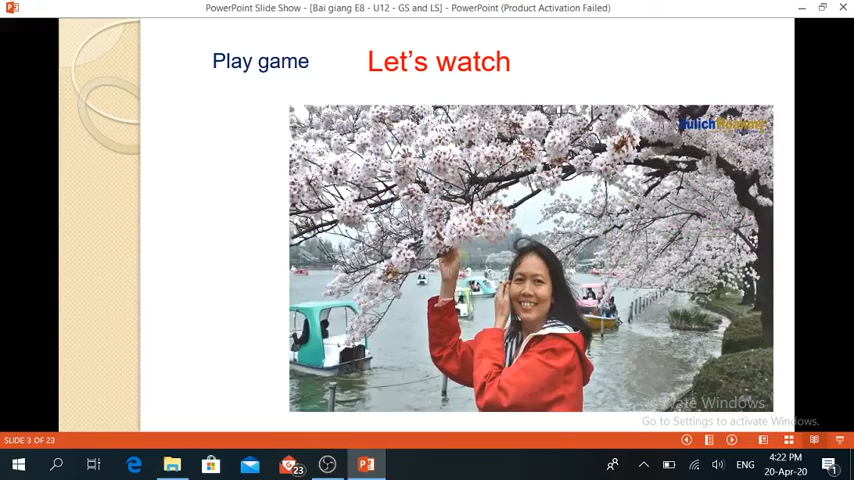 PowerPoint Slide Show - [Bai giang E8 - U12 - GS and LS] - PowerPoint (Product Activation Failed)
Play game
Let's watch
Activate Windows
Go to Settings to activate Windows.
SLIDE 3 OF 23
23
ENG
4:22 PM
20-Apr-20
1